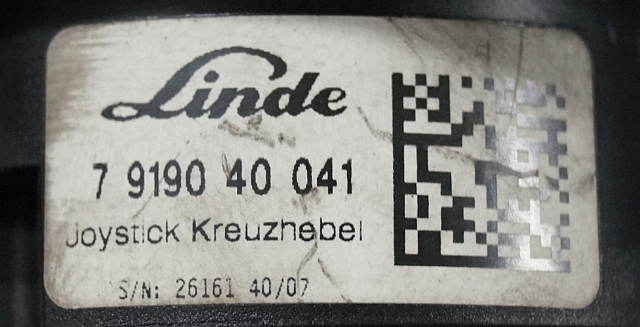 Linde
7 9190 40 041
Joystick Kreuzhebel
S/N: 26161 40/07